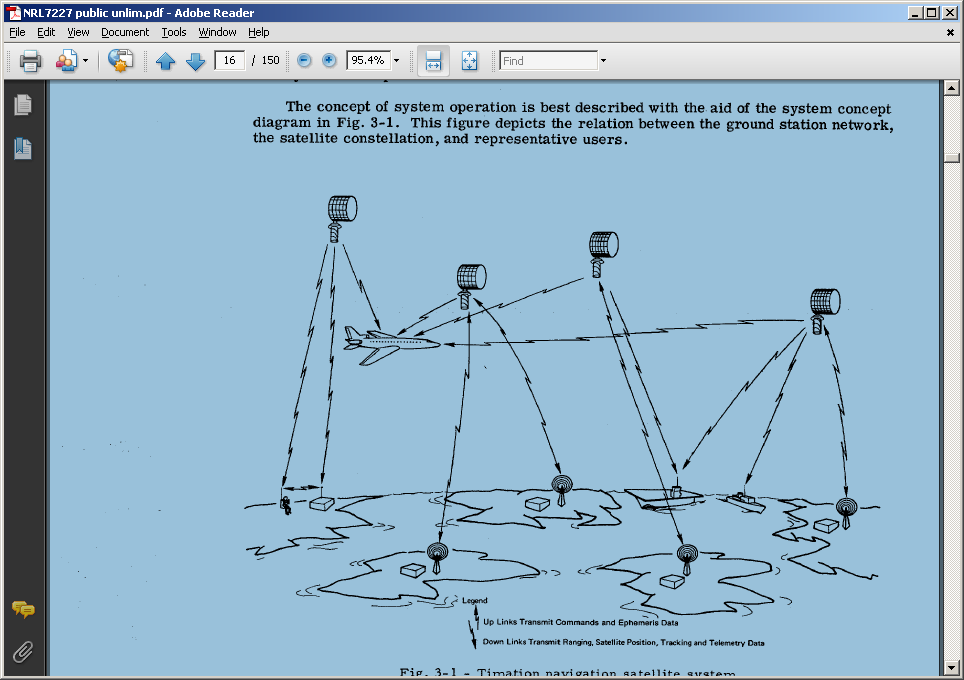 NRL7227 public unlim.pdf - Adobe Reader
File Edit View Document Tools Window Help
16 / 150 95.4% Find
The concept of system operation is best described with the aid of the system concept
diagram in Fig. 3-1. This figure depicts the relation between the ground station network,
the satellite constellation, and representative users.
Legend
Up Links Transmit Commands and Ephemeris Data
Down Links Transmit Ranging, Satellite Position, Tracking and Telemetry Data
Fig. 3-1 - Timation navigation satellite system